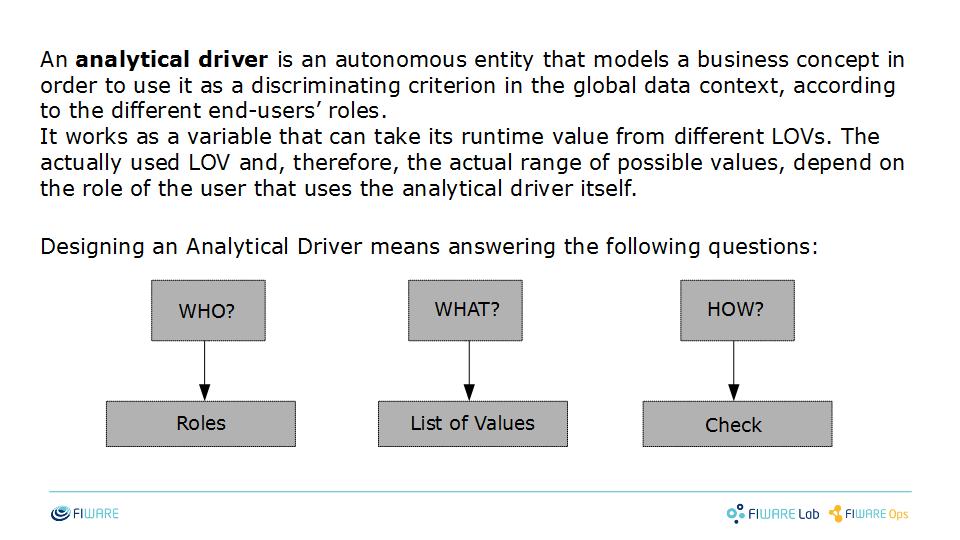 An analytical driver is an autonomous entity that models a business concept in
order to use it as a discriminating criterion in the global data context, according
to the different end-users’ roles.
It works as a variable that can take its runtime value from different LOVs. The
actually used LOV and, therefore, the actual range of possible values, depend on
the role of the user that uses the analytical driver itself.
Designing an Analytical Driver means answering the following questions:
WHO?
WHAT?
HOW?
Roles
List of Values
Check
FIWARE
FIWARE Lab
FIWARE Ops